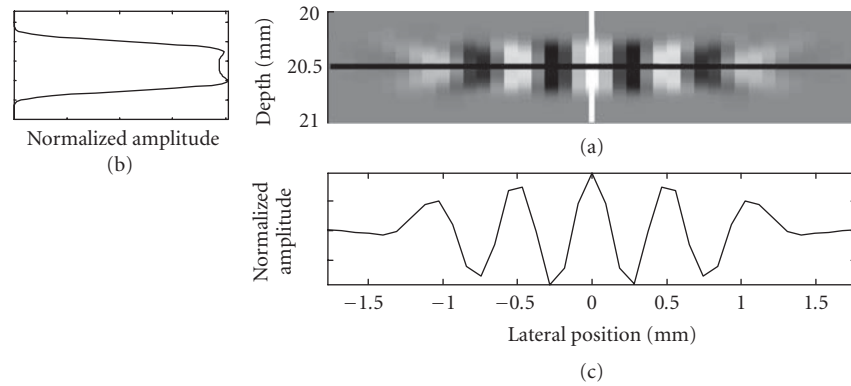 20
20.5
21
Depth (mm)
(a)
Normalized amplitude
(b)
Normalized
amplitude
−1.5 −1 −0.5 0 0.5 1 1.5
Lateral position (mm)
(c)